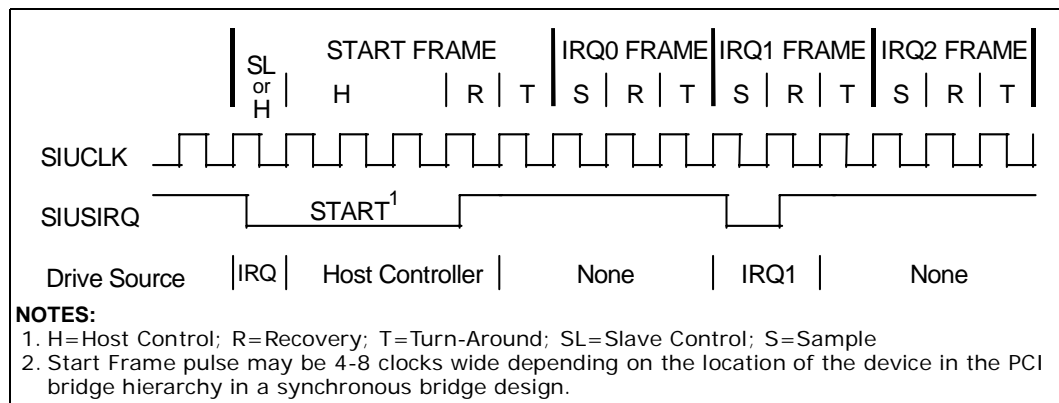 START FRAME IRQ0 FRAME IRQ1 FRAME IRQ2 FRAME
SL
or
H
H R T S R T S R T S R T
SIUCLK
SIUSIRQ START1
Drive Source IRQ Host Controller None IRQ1 None
NOTES:
1. H=Host Control; R=Recovery; T=Turn-Around; SL=Slave Control; S=Sample
2. Start Frame pulse may be 4-8 clocks wide depending on the location of the device in the PCI
bridge hierarchy in a synchronous bridge design.